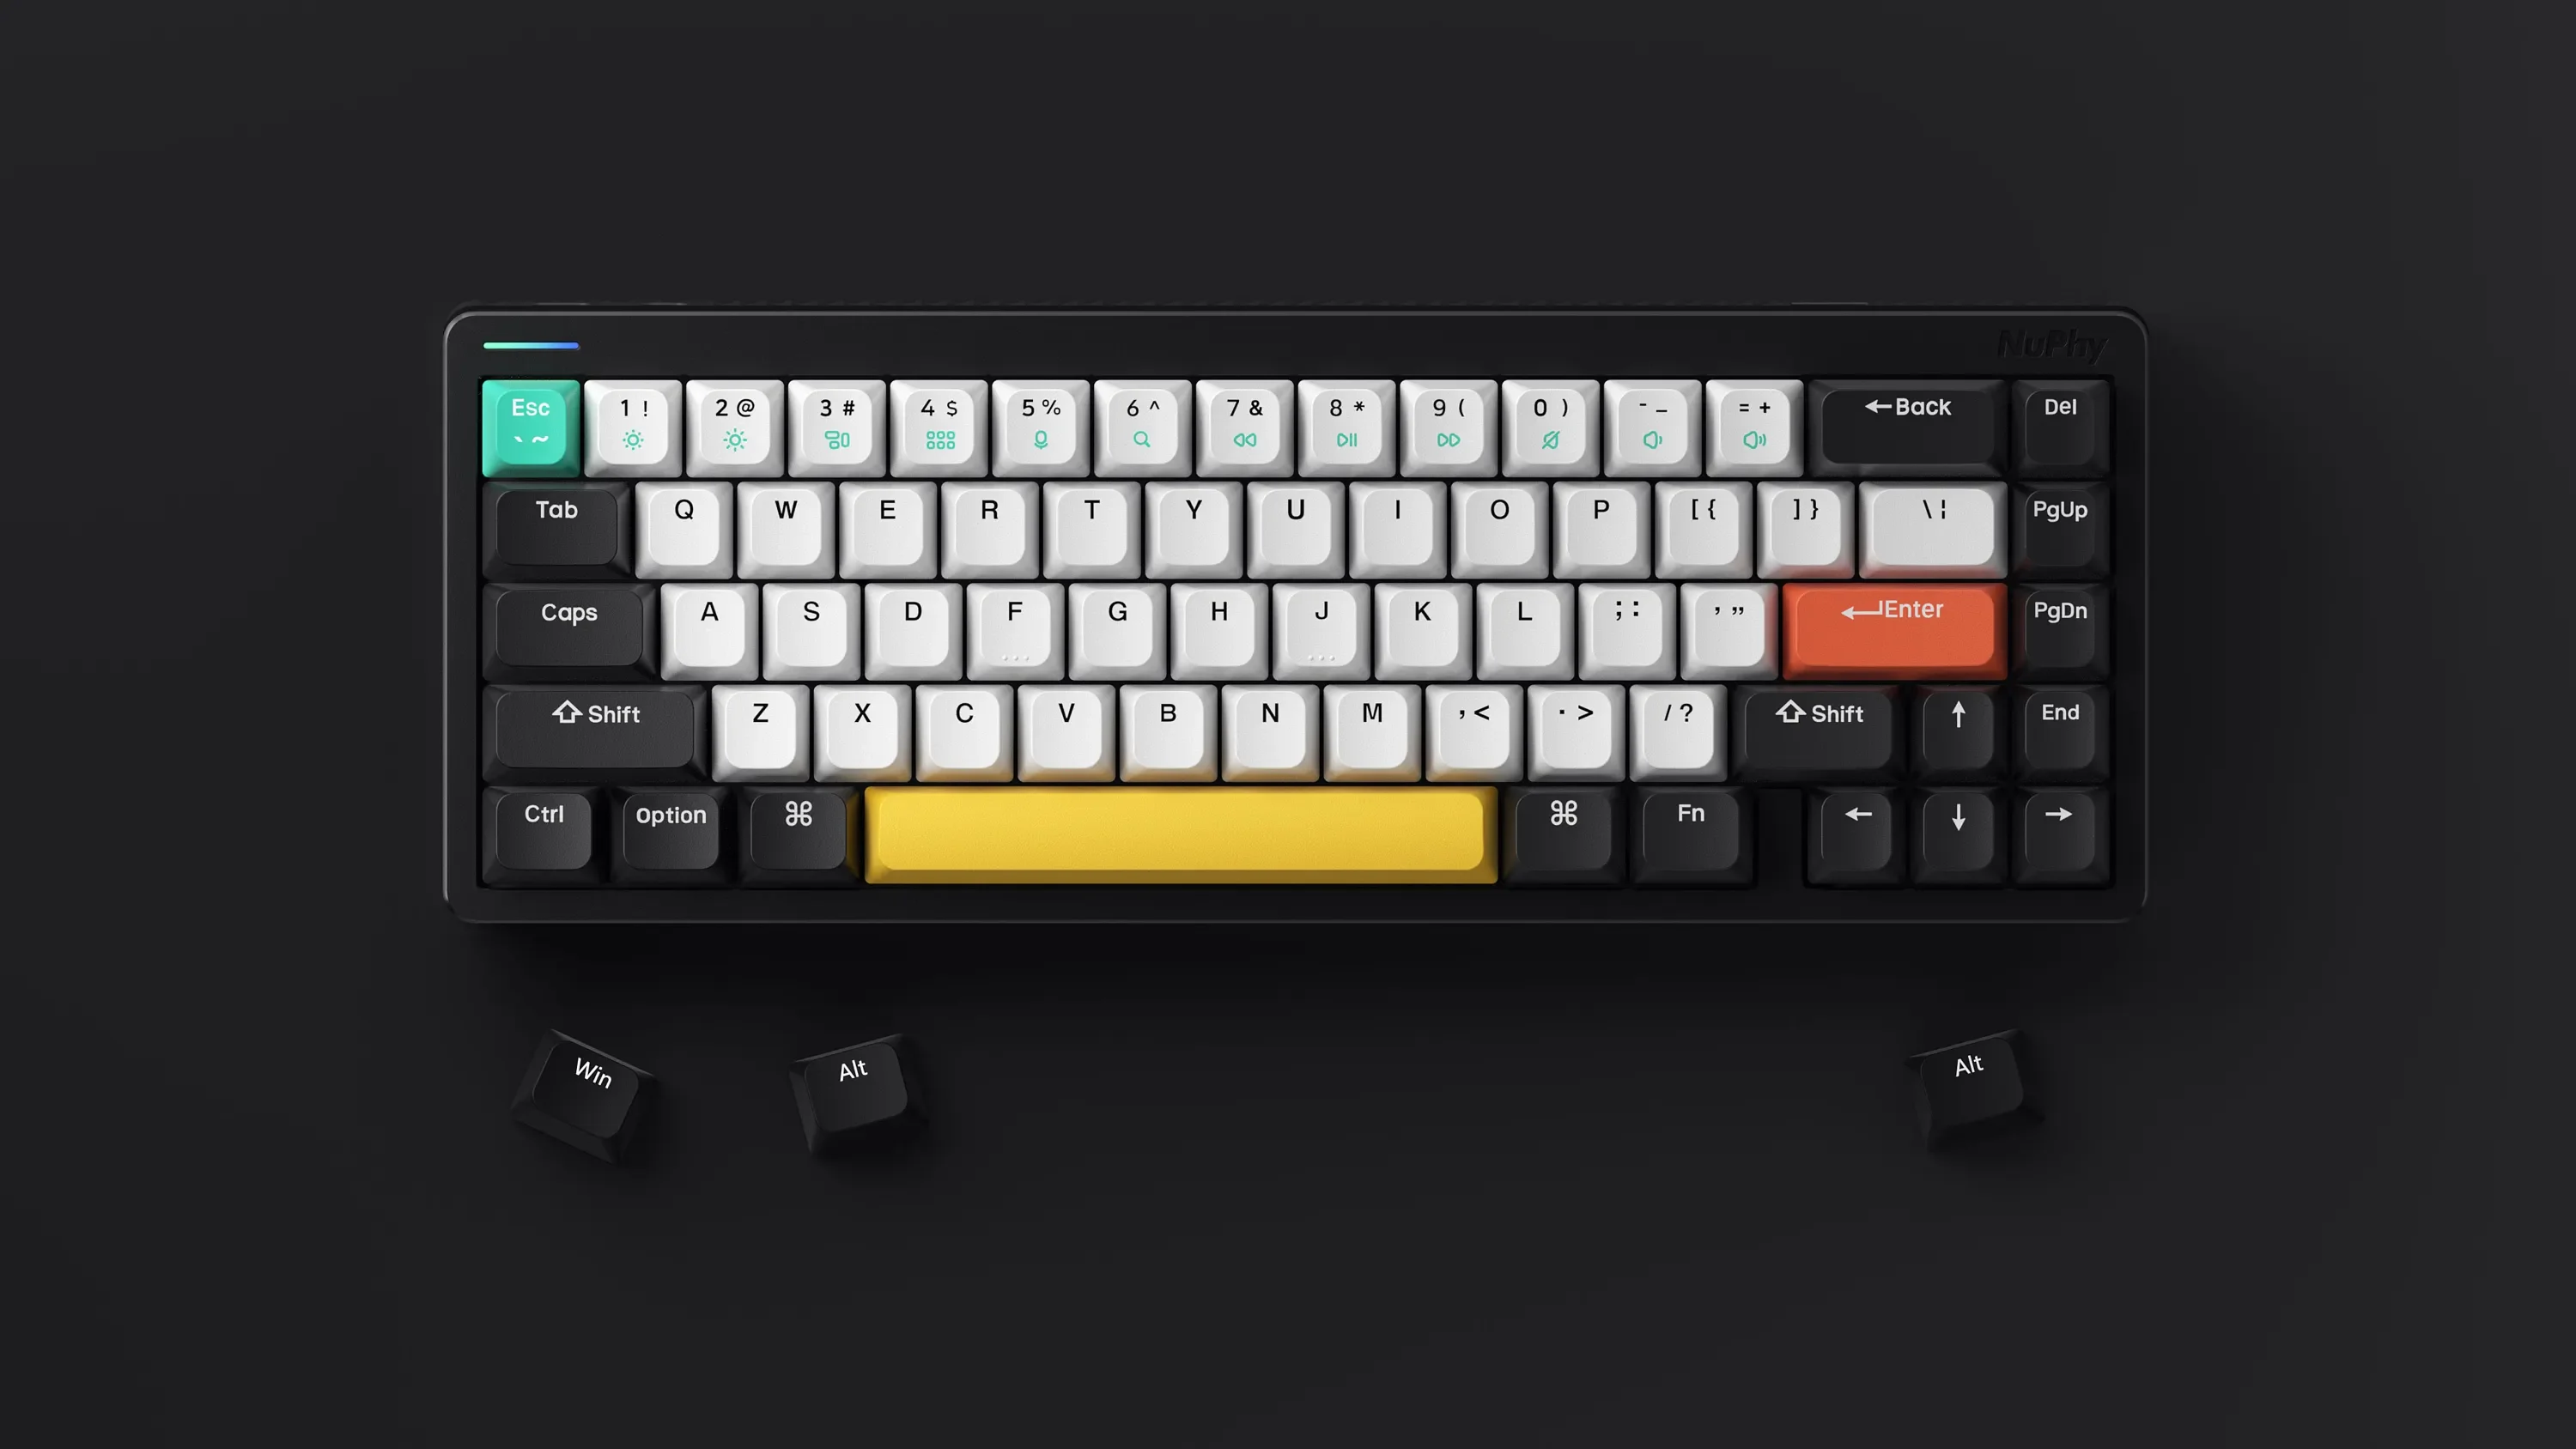 NuPhy
Esc ` ~ 1 ! 2 @ 3 # 4 $ 5 % 6 ^ 7 & 8 * 9 ( 0 ) - _ = + ←Back Del
Tab Q W E R T Y U I O P [ { ] } \ ¦ PgUp
Caps A S D F G H J K L ; : ’ ” Enter PgDn
Shift Z X C V B N M , < . > / ? Shift ↑ End
Ctrl Option ⌘ ⌘ Fn ← ↓ →
Win Alt Alt